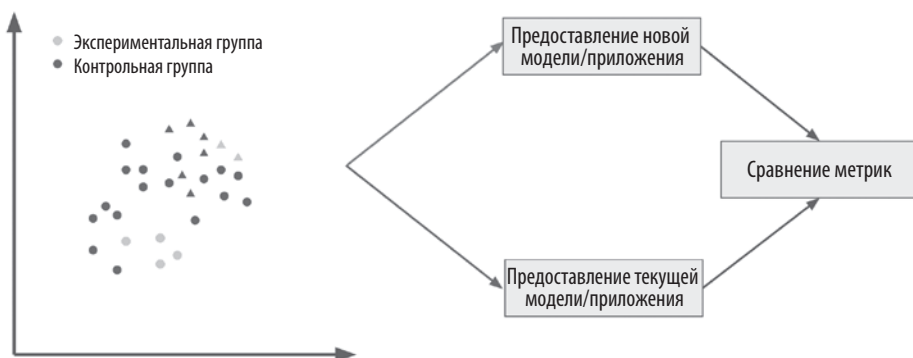 Экспериментальная группа
Контрольная группа
Предоставление новой
модели/приложения
Сравнение метрик
Предоставление текущей
модели/приложения